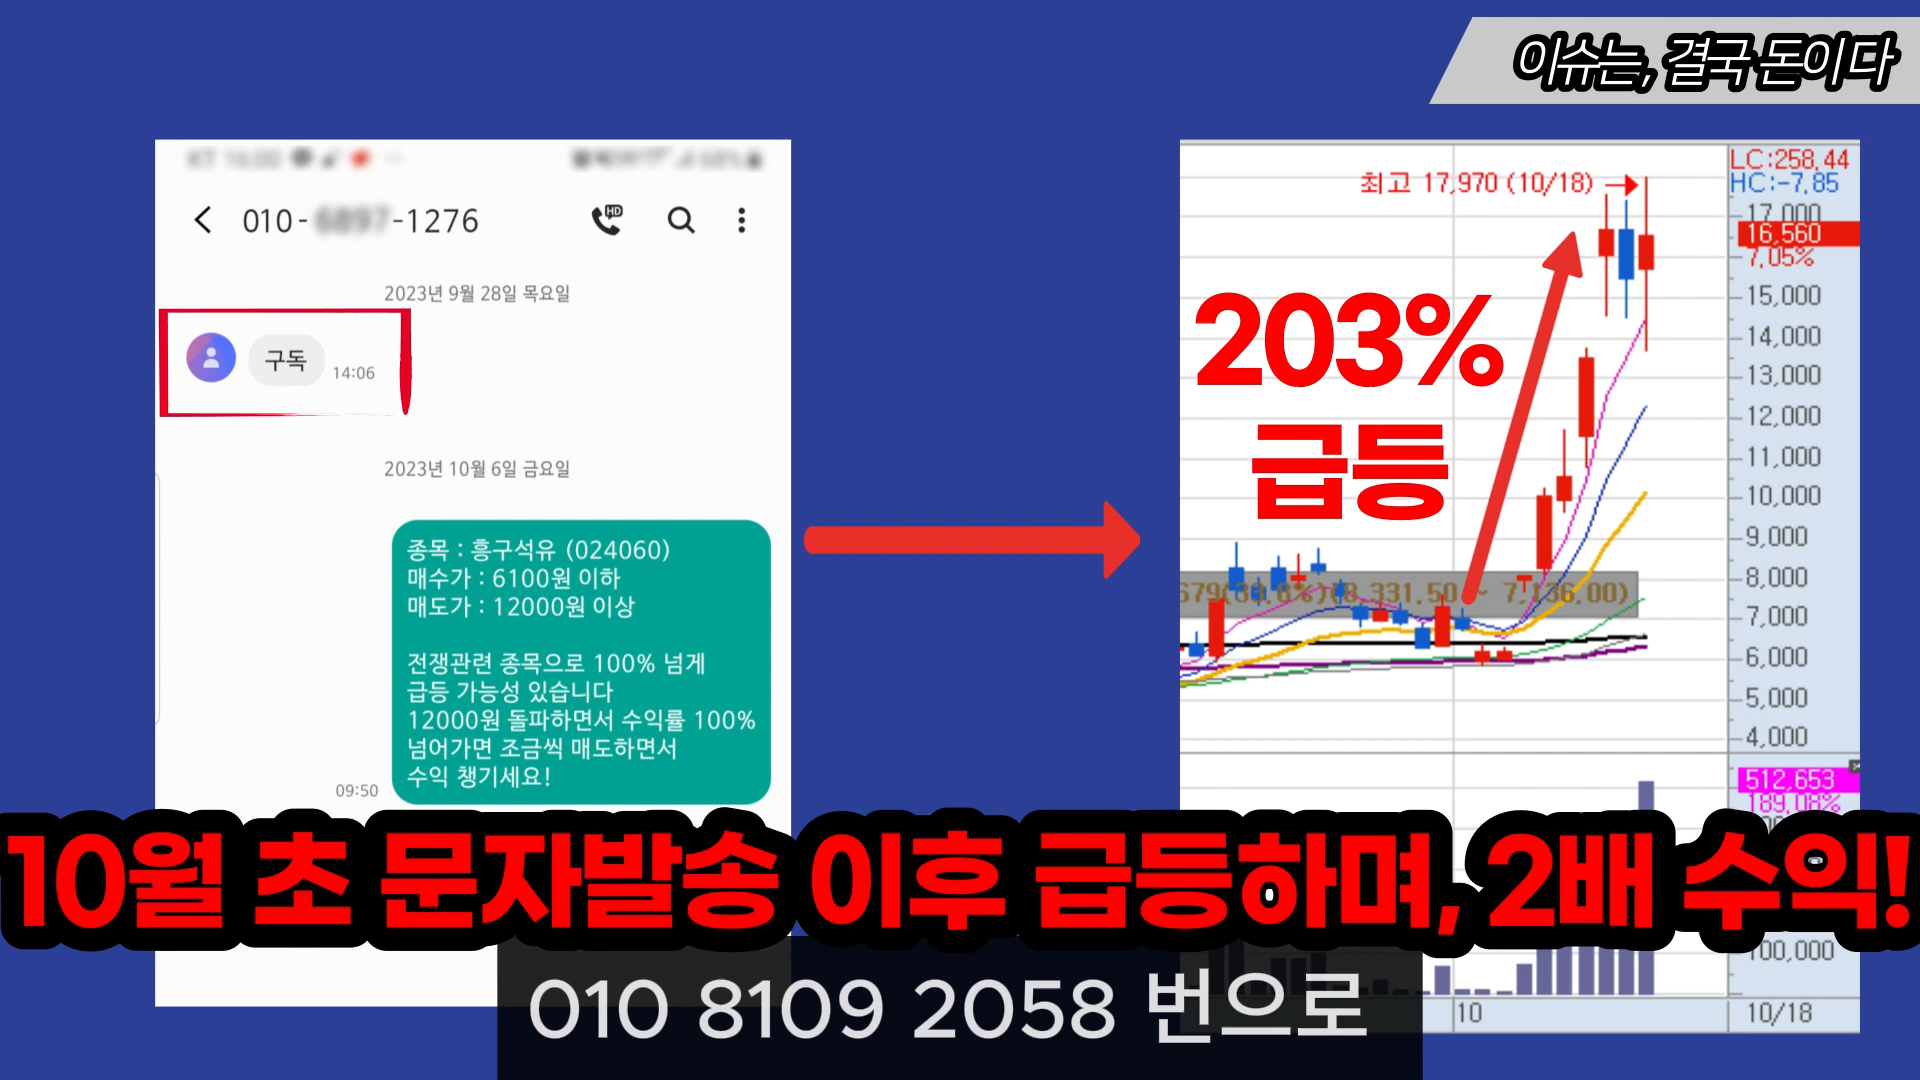 이슈는, 결국 돈이다
010-
-1276
2023년 9월 28일 목요일
구독
14:06
2023년 10월 6일 금요일
종목 : 흥구석유 (024060)
매수가 : 6100원 이하
매도가 : 12000원 이상
전쟁관련 종목으로 100% 넘게
급등 가능성 있습니다
12000원 돌파하면서 수익률 100%
넘어가면 조금씩 매도하면서
수익 챙기세요!
09:50
최고 17,970 (10/18)
LC:258,44
HC:-7,85
17,000
16,560
7,05%
15,000
14,000
13,000
12,000
11,000
10,000
9,000
8,000
7,000
6,000
5,000
4,000
203%
급등
(8,331.50 ~ 7,136.00)
512,653
189,08%
10월 초 문자발송 이후 급등하며, 2배 수익!
100,000
10
10/18
010 8109 2058 번으로